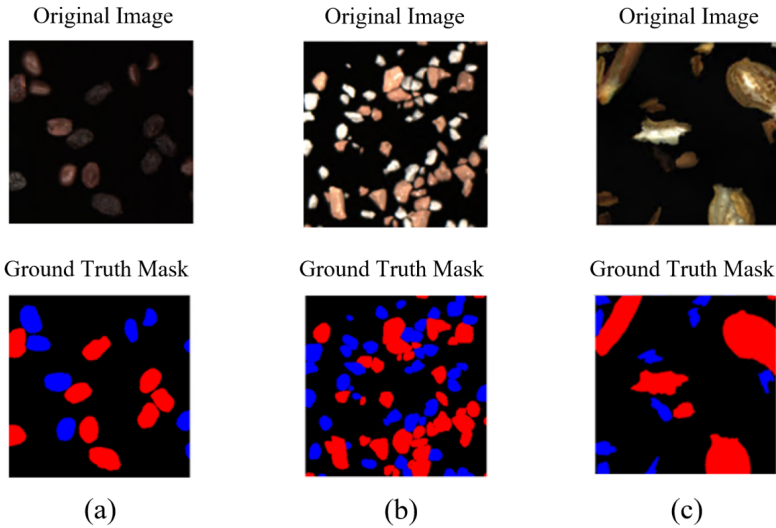 Original Image
Original Image
Original Image
Ground Truth Mask
Ground Truth Mask
Ground Truth Mask
(a)
(b)
(c)